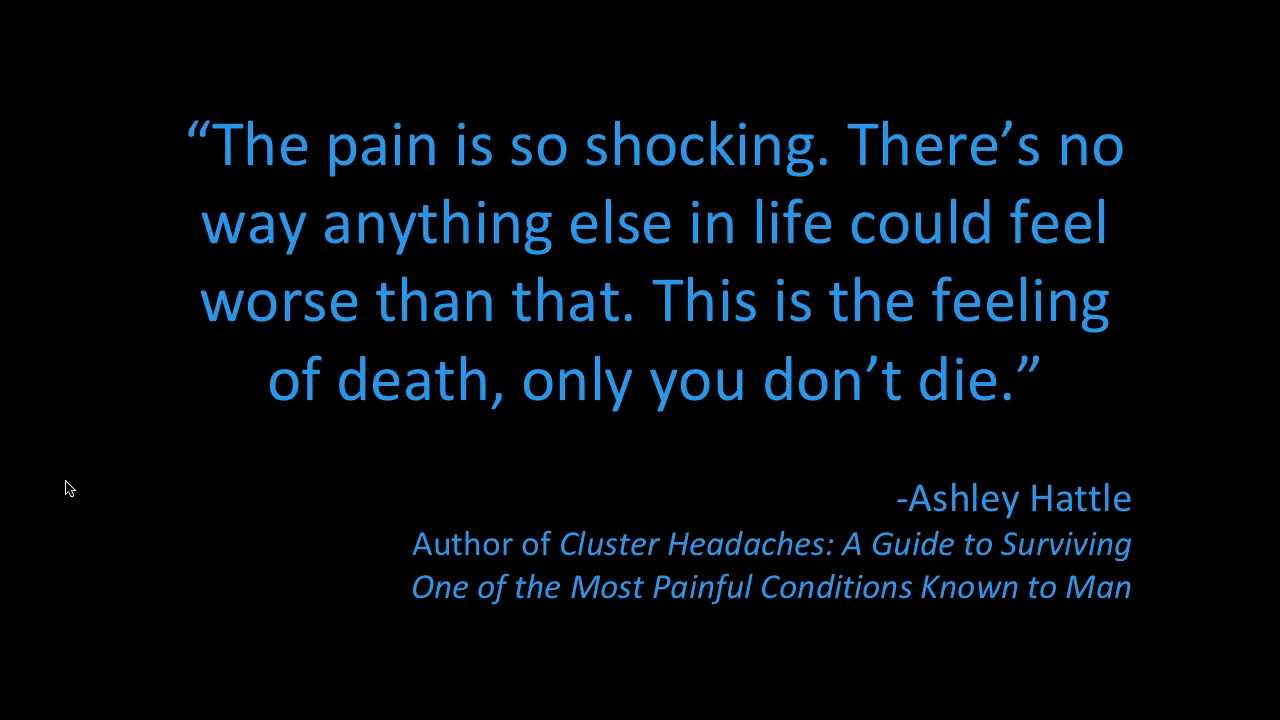 “The pain is so shocking. There’s no
way anything else in life could feel
worse than that. This is the feeling
of death, only you don’t die.”
-Ashley Hattle
Author of Cluster Headaches: A Guide to Surviving
One of the Most Painful Conditions Known to Man